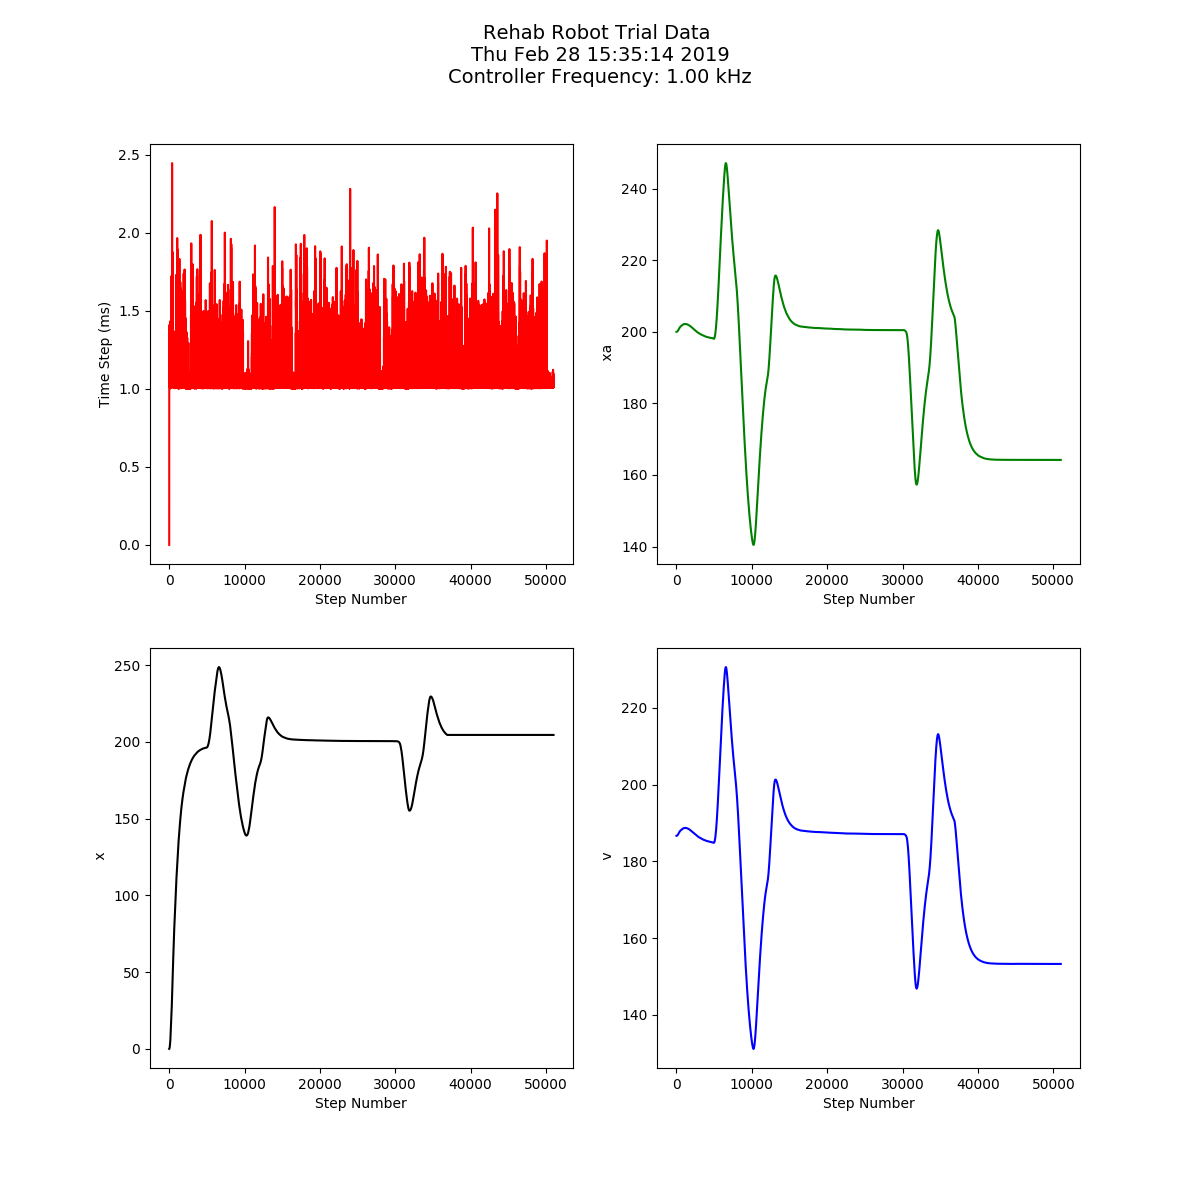 Rehab Robot Trial Data
Thu Feb 28 15:35:14 2019
Controller Frequency: 1.00 kHz
2.5
2.0
1.5
1.0
0.5
0.0
Time Step (ms)
0 10000 20000 30000 40000 50000
Step Number
240
220
200
180
160
140
xa
0 10000 20000 30000 40000 50000
Step Number
250
200
150
100
50
0
x
0 10000 20000 30000 40000 50000
Step Number
220
200
180
160
140
v
0 10000 20000 30000 40000 50000
Step Number